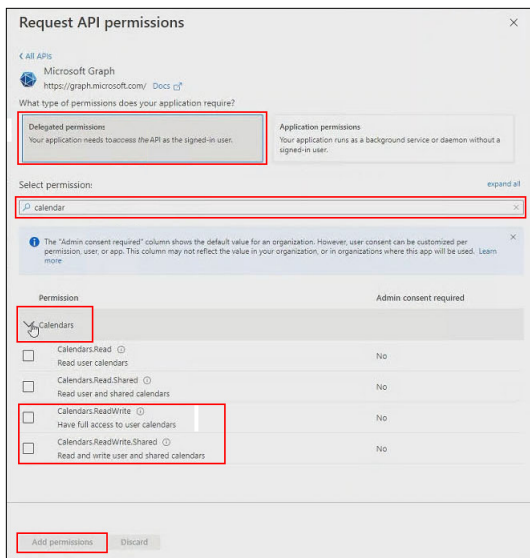 Request API permissions
All APIs
Microsoft Graph
https://graph.microsoft.com/ Docs
What type of permissions does your application require?
Delegated permissions
Your application needs to access the API as the signed-in user.
Application permissions
Your application runs as a background service or daemon without a
signed-in user.
Select permission:
expand all
calendar
The "Admin consent required" column shows the default value for an organization. However, user consent can be customized per
permission, user, or app. This column may not reflect the value in your organization, or in organizations where this app will be used. Learn
more
Permission
Admin consent required
Calendars
Calendars.Read
Read user calendars
No
Calendars.Read.Shared
Read user and shared calendars
No
Calendars.ReadWrite
Have full access to user calendars
No
Calendars.ReadWrite.Shared
Read and write user and shared calendars
No
Add permissions
Discard